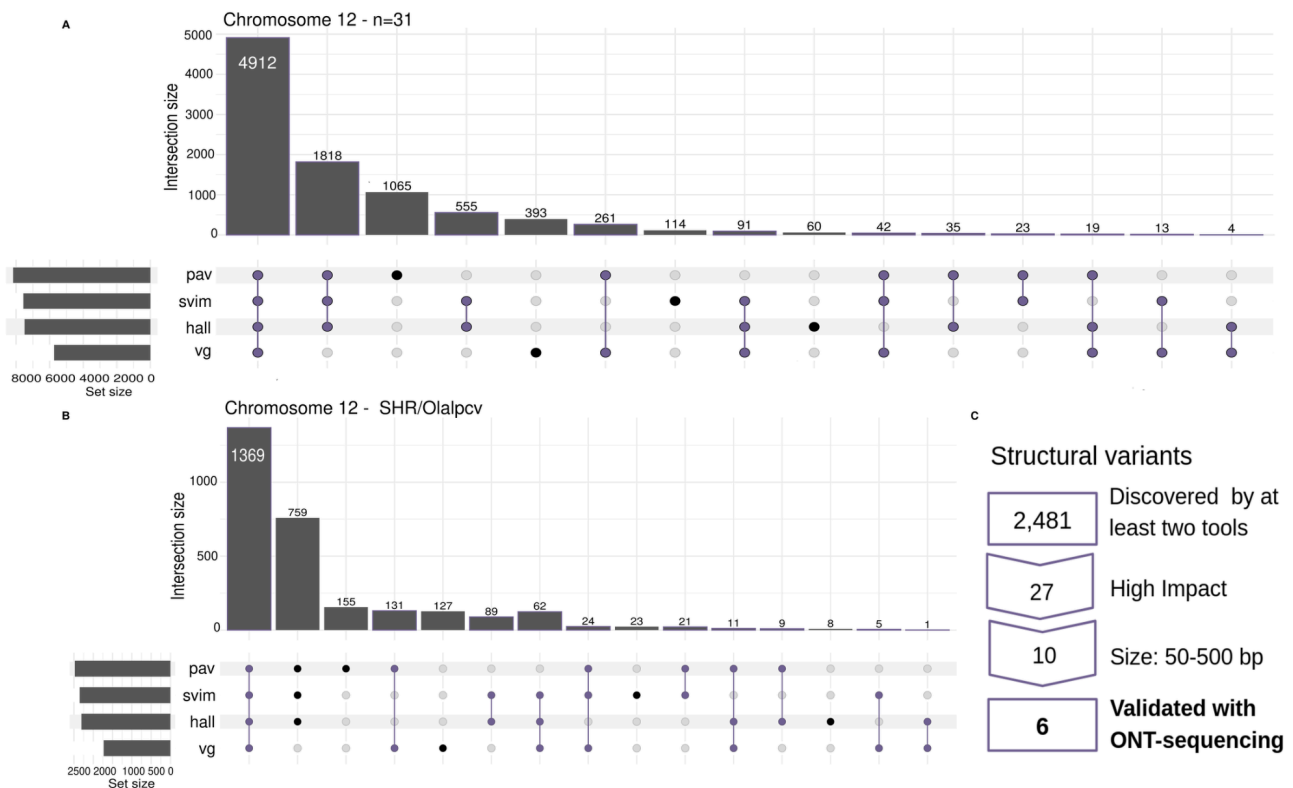 A
Chromosome 12 - n=31
Intersection size
5000
4000
3000
2000
1000
0
4912
1818
1065
555
393
261
114
91
60
42
35
23
19
13
4
pav
svim
hall
vg
8000 6000 4000 2000 0
Set size
B
Chromosome 12 - SHR/Olalpcv
Intersection size
1000
500
0
1369
759
155
131
127
89
62
24
23
21
11
9
8
5
1
pav
svim
hall
vg
2500 2000 1000 500 0
Set size
C
Structural variants
2,481
Discovered by at
least two tools
27
High Impact
10
Size: 50-500 bp
6
Validated with
ONT-sequencing